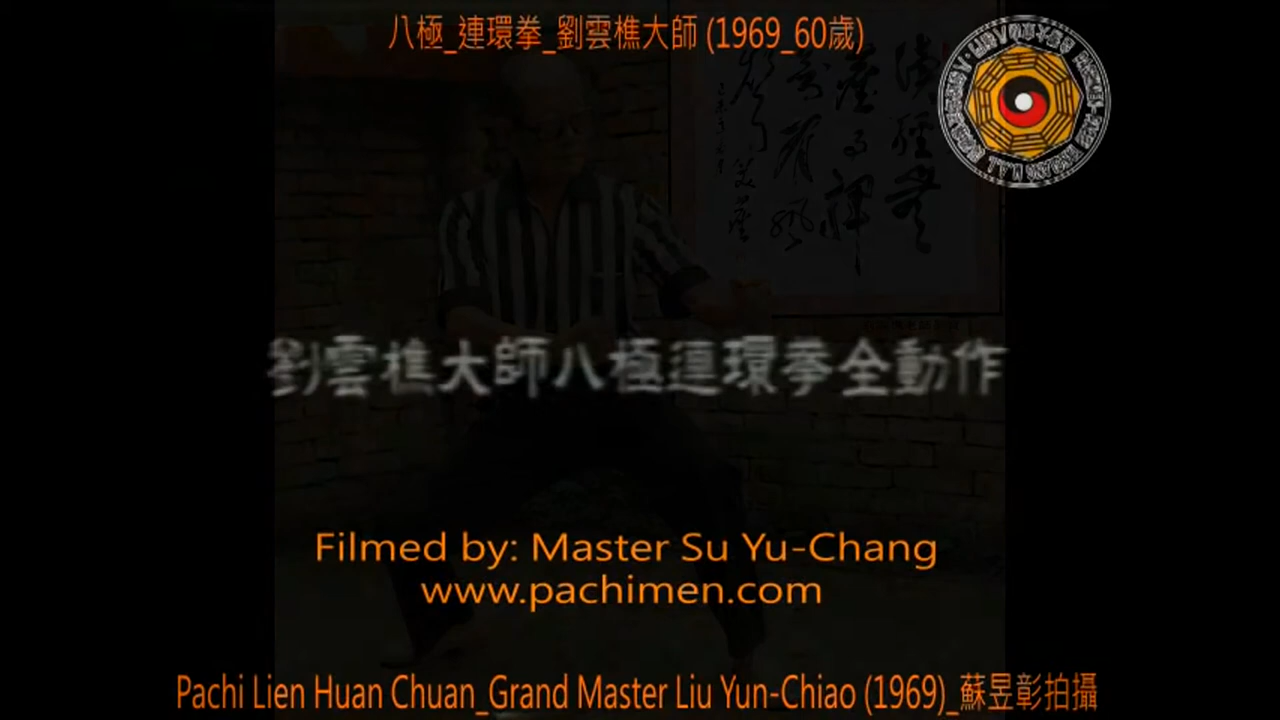 八極_連環拳_劉雲樵大師 (1969_60歲)
劉雲樵大師八極連環拳全動作
Filmed by: Master Su Yu-Chang
www.pachimen.com
Pachi Lien Huan Chuan_Grand Master Liu Yun-Chiao (1969)_蘇昱彰拍攝